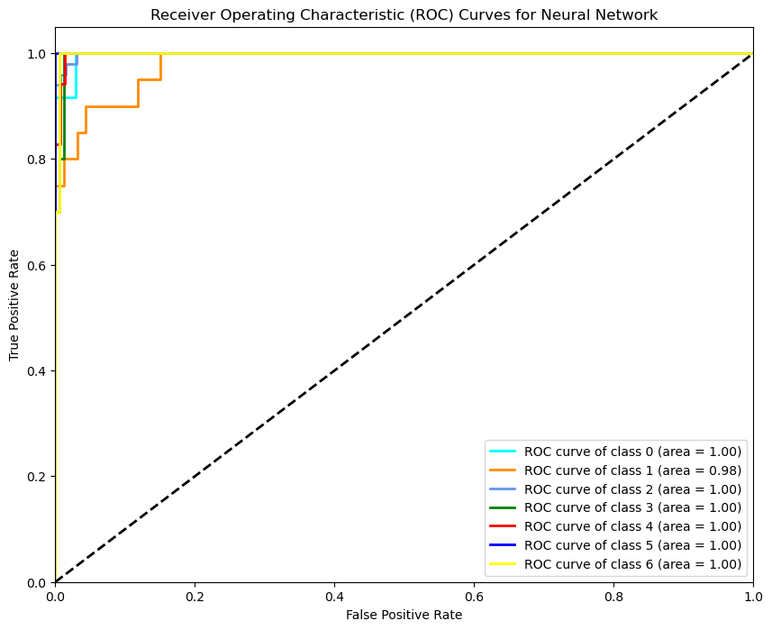 Receiver Operating Characteristic (ROC) Curves for Neural Network
1.0
0.8
0.6
0.4
0.2
0.0
True Positive Rate
ROC curve of class 0 (area = 1.00)
ROC curve of class 1 (area = 0.98)
ROC curve of class 2 (area = 1.00)
ROC curve of class 3 (area = 1.00)
ROC curve of class 4 (area = 1.00)
ROC curve of class 5 (area = 1.00)
ROC curve of class 6 (area = 1.00)
0.0 0.2 0.4 0.6 0.8 1.0
False Positive Rate